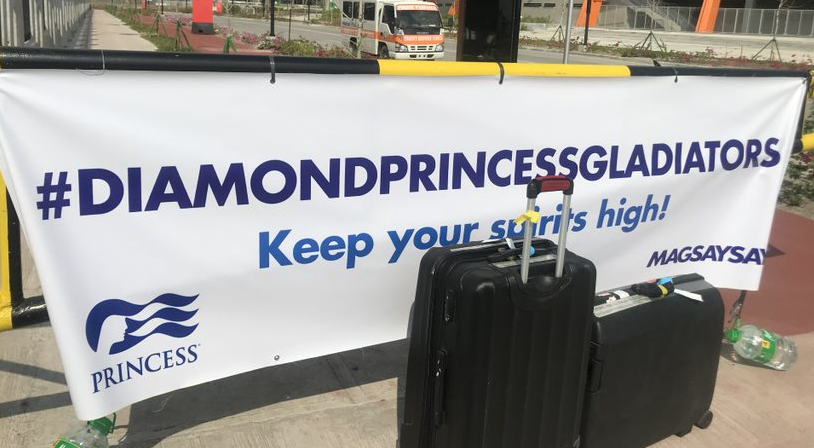 #DIAMONDPRINCESSGLADIATORS
Keep your spirits high!
MAGSAYSAY
PRINCESS